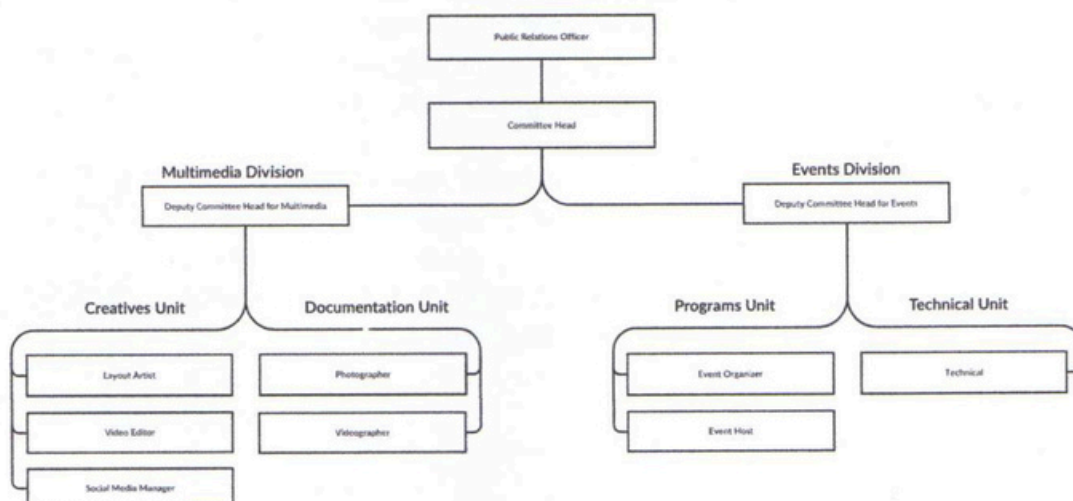 Public Relations Officer
Committee Head
Multimedia Division
Events Division
Deputy Committee Head for Multimedia
Deputy Committee Head for Events
Creatives Unit
Documentation Unit
Programs Unit
Technical Unit
Layout Artist
Photographer
Event Organizer
Technical
Video Editor
Videographer
Event Host
Social Media Manager